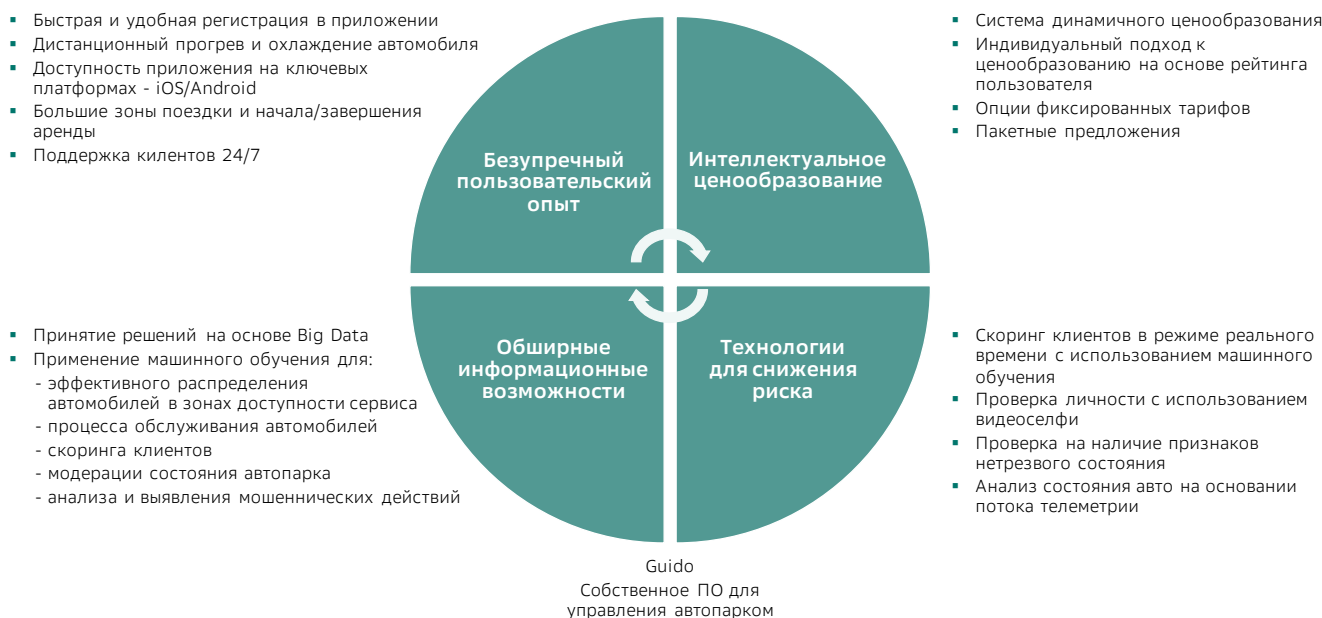 Быстрая и удобная регистрация в приложении
Дистанционный прогрев и охлаждение автомобиля
Доступность приложения на ключевых
платформах - iOS/Android
Большие зоны поездки и начала/завершения
аренды
Поддержка килентов 24/7
Безупречный
пользовательский
опыт
Интеллектуальное
ценообразование
Система динамичного ценообразования
Индивидуальный подход к
ценообразованию на основе рейтинга
пользователя
Опции фиксированных тарифов
Пакетные предложения
Принятие решений на основе Big Data
Применение машинного обучения для:
- эффективного распределения
автомобилей в зонах доступности сервиса
- процесса обслуживания автомобилей
- скоринга клиентов
- модерации состояния автопарка
- анализа и выявления мошеннических действий
Обширные
информационные
возможности
Технологии
для снижения
риска
Скоринг клиентов в режиме реального
времени с использованием машинного
обучения
Проверка личности с использованием
видеоселфи
Проверка на наличие признаков
нетрезвого состояния
Анализ состояния авто на основании
потока телеметрии
Guido
Собственное ПО для
управления автопарком